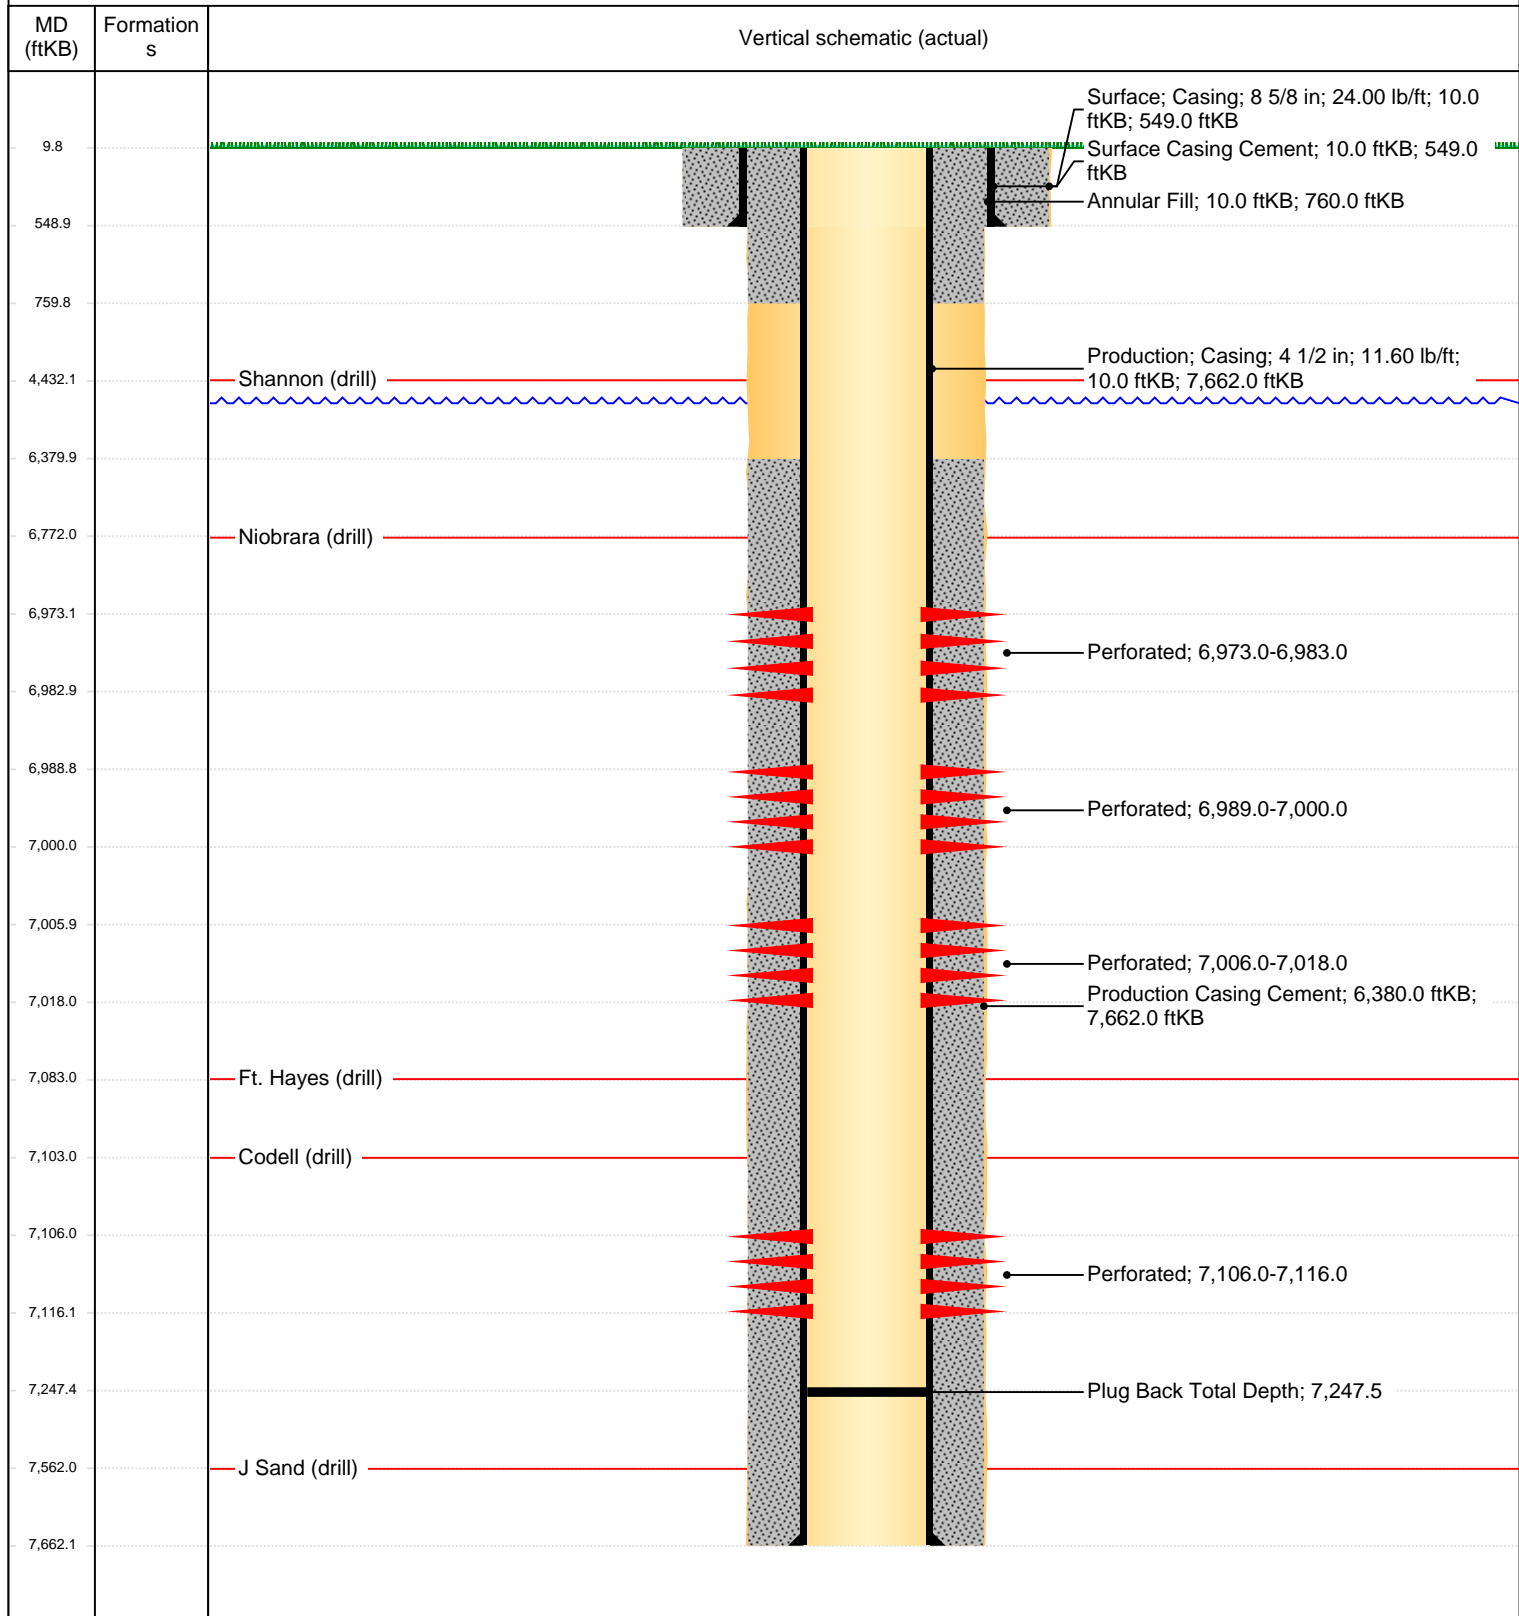 MD
(ftKB)
Formation
s
Vertical schematic (actual)
Surface; Casing; 8 5/8 in; 24.00 lb/ft; 10.0
ftKB; 549.0 ftKB
9.8
Surface Casing Cement; 10.0 ftKB; 549.0
ftKB
Annular Fill; 10.0 ftKB; 760.0 ftKB
548.9
759.8
Production; Casing; 4 1/2 in; 11.60 lb/ft;
10.0 ftKB; 7,662.0 ftKB
4,432.1
Shannon (drill)
6,379.9
6,772.0
Niobrara (drill)
6,973.1
Perforated; 6,973.0-6,983.0
6,982.9
6,988.8
Perforated; 6,989.0-7,000.0
7,000.0
7,005.9
Perforated; 7,006.0-7,018.0
7,018.0
Production Casing Cement; 6,380.0 ftKB;
7,662.0 ftKB
7,083.0
Ft. Hayes (drill)
7,103.0
Codell (drill)
7,106.0
Perforated; 7,106.0-7,116.0
7,116.1
7,247.4
Plug Back Total Depth; 7,247.5
7,562.0
J Sand (drill)
7,662.1